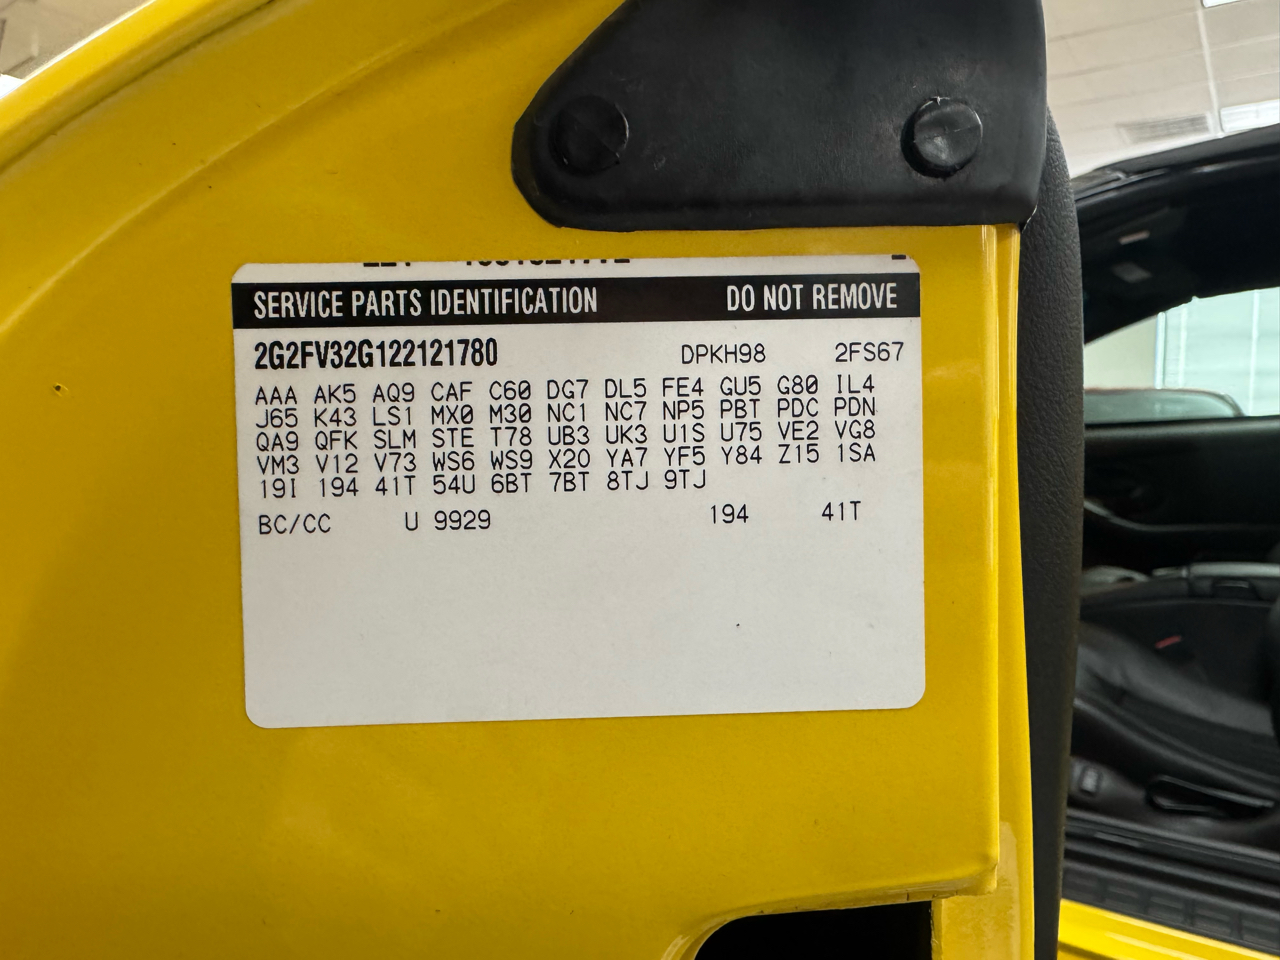 SERVICE PARTS IDENTIFICATION DO NOT REMOVE
2G2FV32G122121780 DPKH98 2FS67
AAA AK5 AQ9 CAF C60 DG7 DL5 FE4 GU5 G80 IL4
J65 K43 LS1 MX0 M30 NC1 NC7 NP5 PBT PDC PDN
QA9 QFK SLM STE T78 UB3 UK3 U1S U75 VE2 VG8
VM3 V12 V73 WS6 WS9 X20 YA7 YF5 Y84 Z15 1SA
19I 194 41T 54U 6BT 7BT 8TJ 9TJ
BC/CC U 9929 194 41T